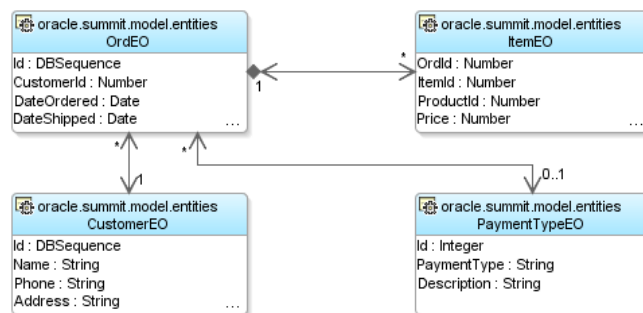 oracle.summit.model.entities
OrdEO
Id : DBSequence
CustomerId : Number
DateOrdered : Date
DateShipped : Date
...
oracle.summit.model.entities
ItemEO
OrdId : Number
ItemId : Number
ProductId : Number
Price : Number
...
1
*
*
1
*
0..1
oracle.summit.model.entities
CustomerEO
Id : DBSequence
Name : String
Phone : String
Address : String
...
oracle.summit.model.entities
PaymentTypeEO
Id : Integer
PaymentType : String
Description : String